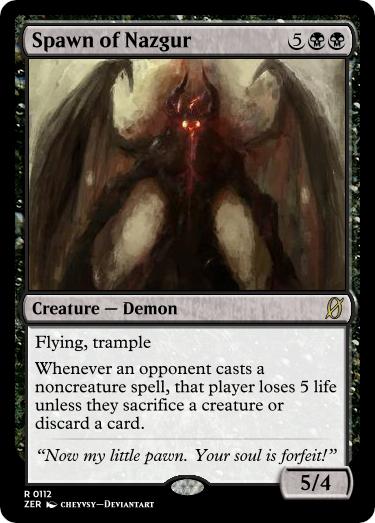 Spawn of Nazgur 5
Creature — Demon
Flying, trample
Whenever an opponent casts a
noncreature spell, that player loses 5 life
unless they sacrifice a creature or
discard a card.
“Now my little pawn. Your soul is forfeit!”
5/4
R 0112
ZER CHEYVSY—DEVIANTART